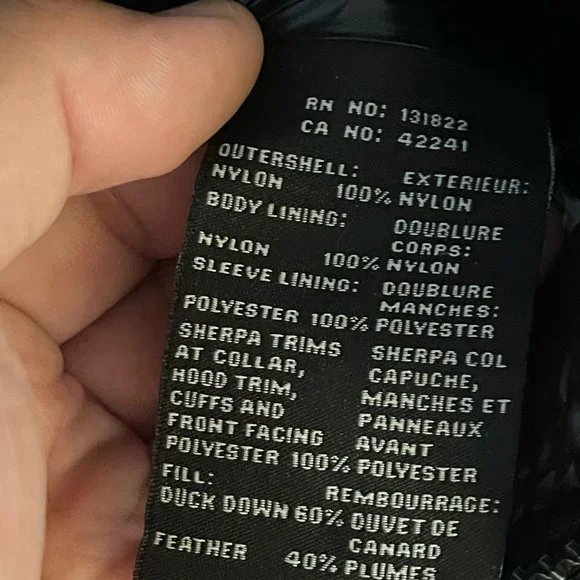 RN NO: 131822
CA NO: 42241
OUTERSHELL: EXTERIEUR:
NYLON 100% NYLON
BODY LINING: DOUBLURE
CORPS:
NYLON 100% NYLON
SLEEVE LINING: DOUBLURE
MANCHES:
POLYESTER 100% POLYESTER
SHERPA TRIMS SHERPA COL
AT COLLAR, CAPUCHE,
HOOD TRIM, MANCHES ET
CUFFS AND PANNEAUX
FRONT FACING AVANT
POLYESTER 100% POLYESTER
FILL: REMBOURRAGE:
DUCK DOWN 60% DUVET DE
CANARD
FEATHER 40% PLUMES